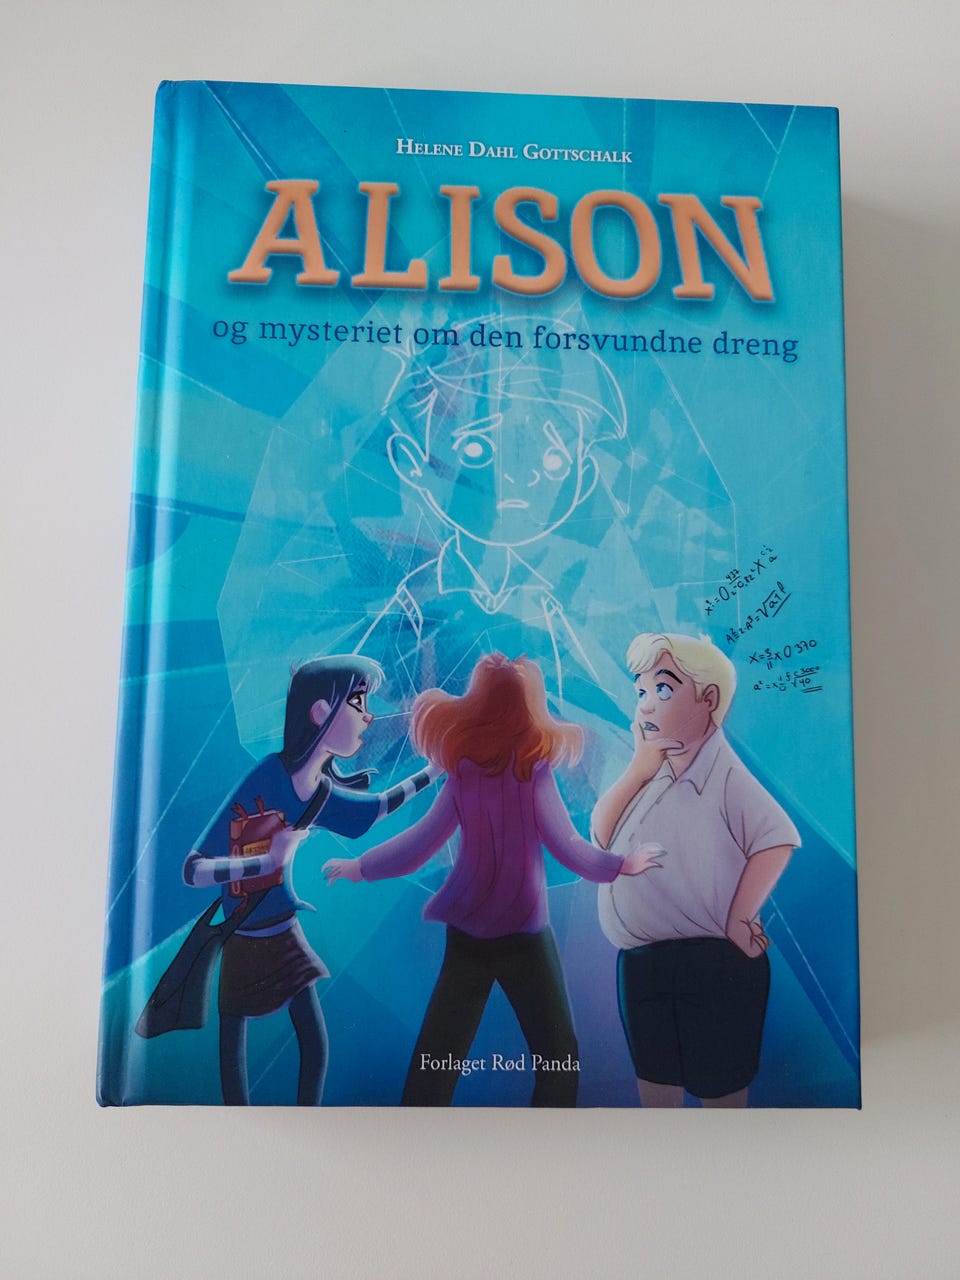 HELENE DAHL GOTTSCHALK
ALISON
og mysteriet om den forsvundne dreng
Forlaget Rød Panda